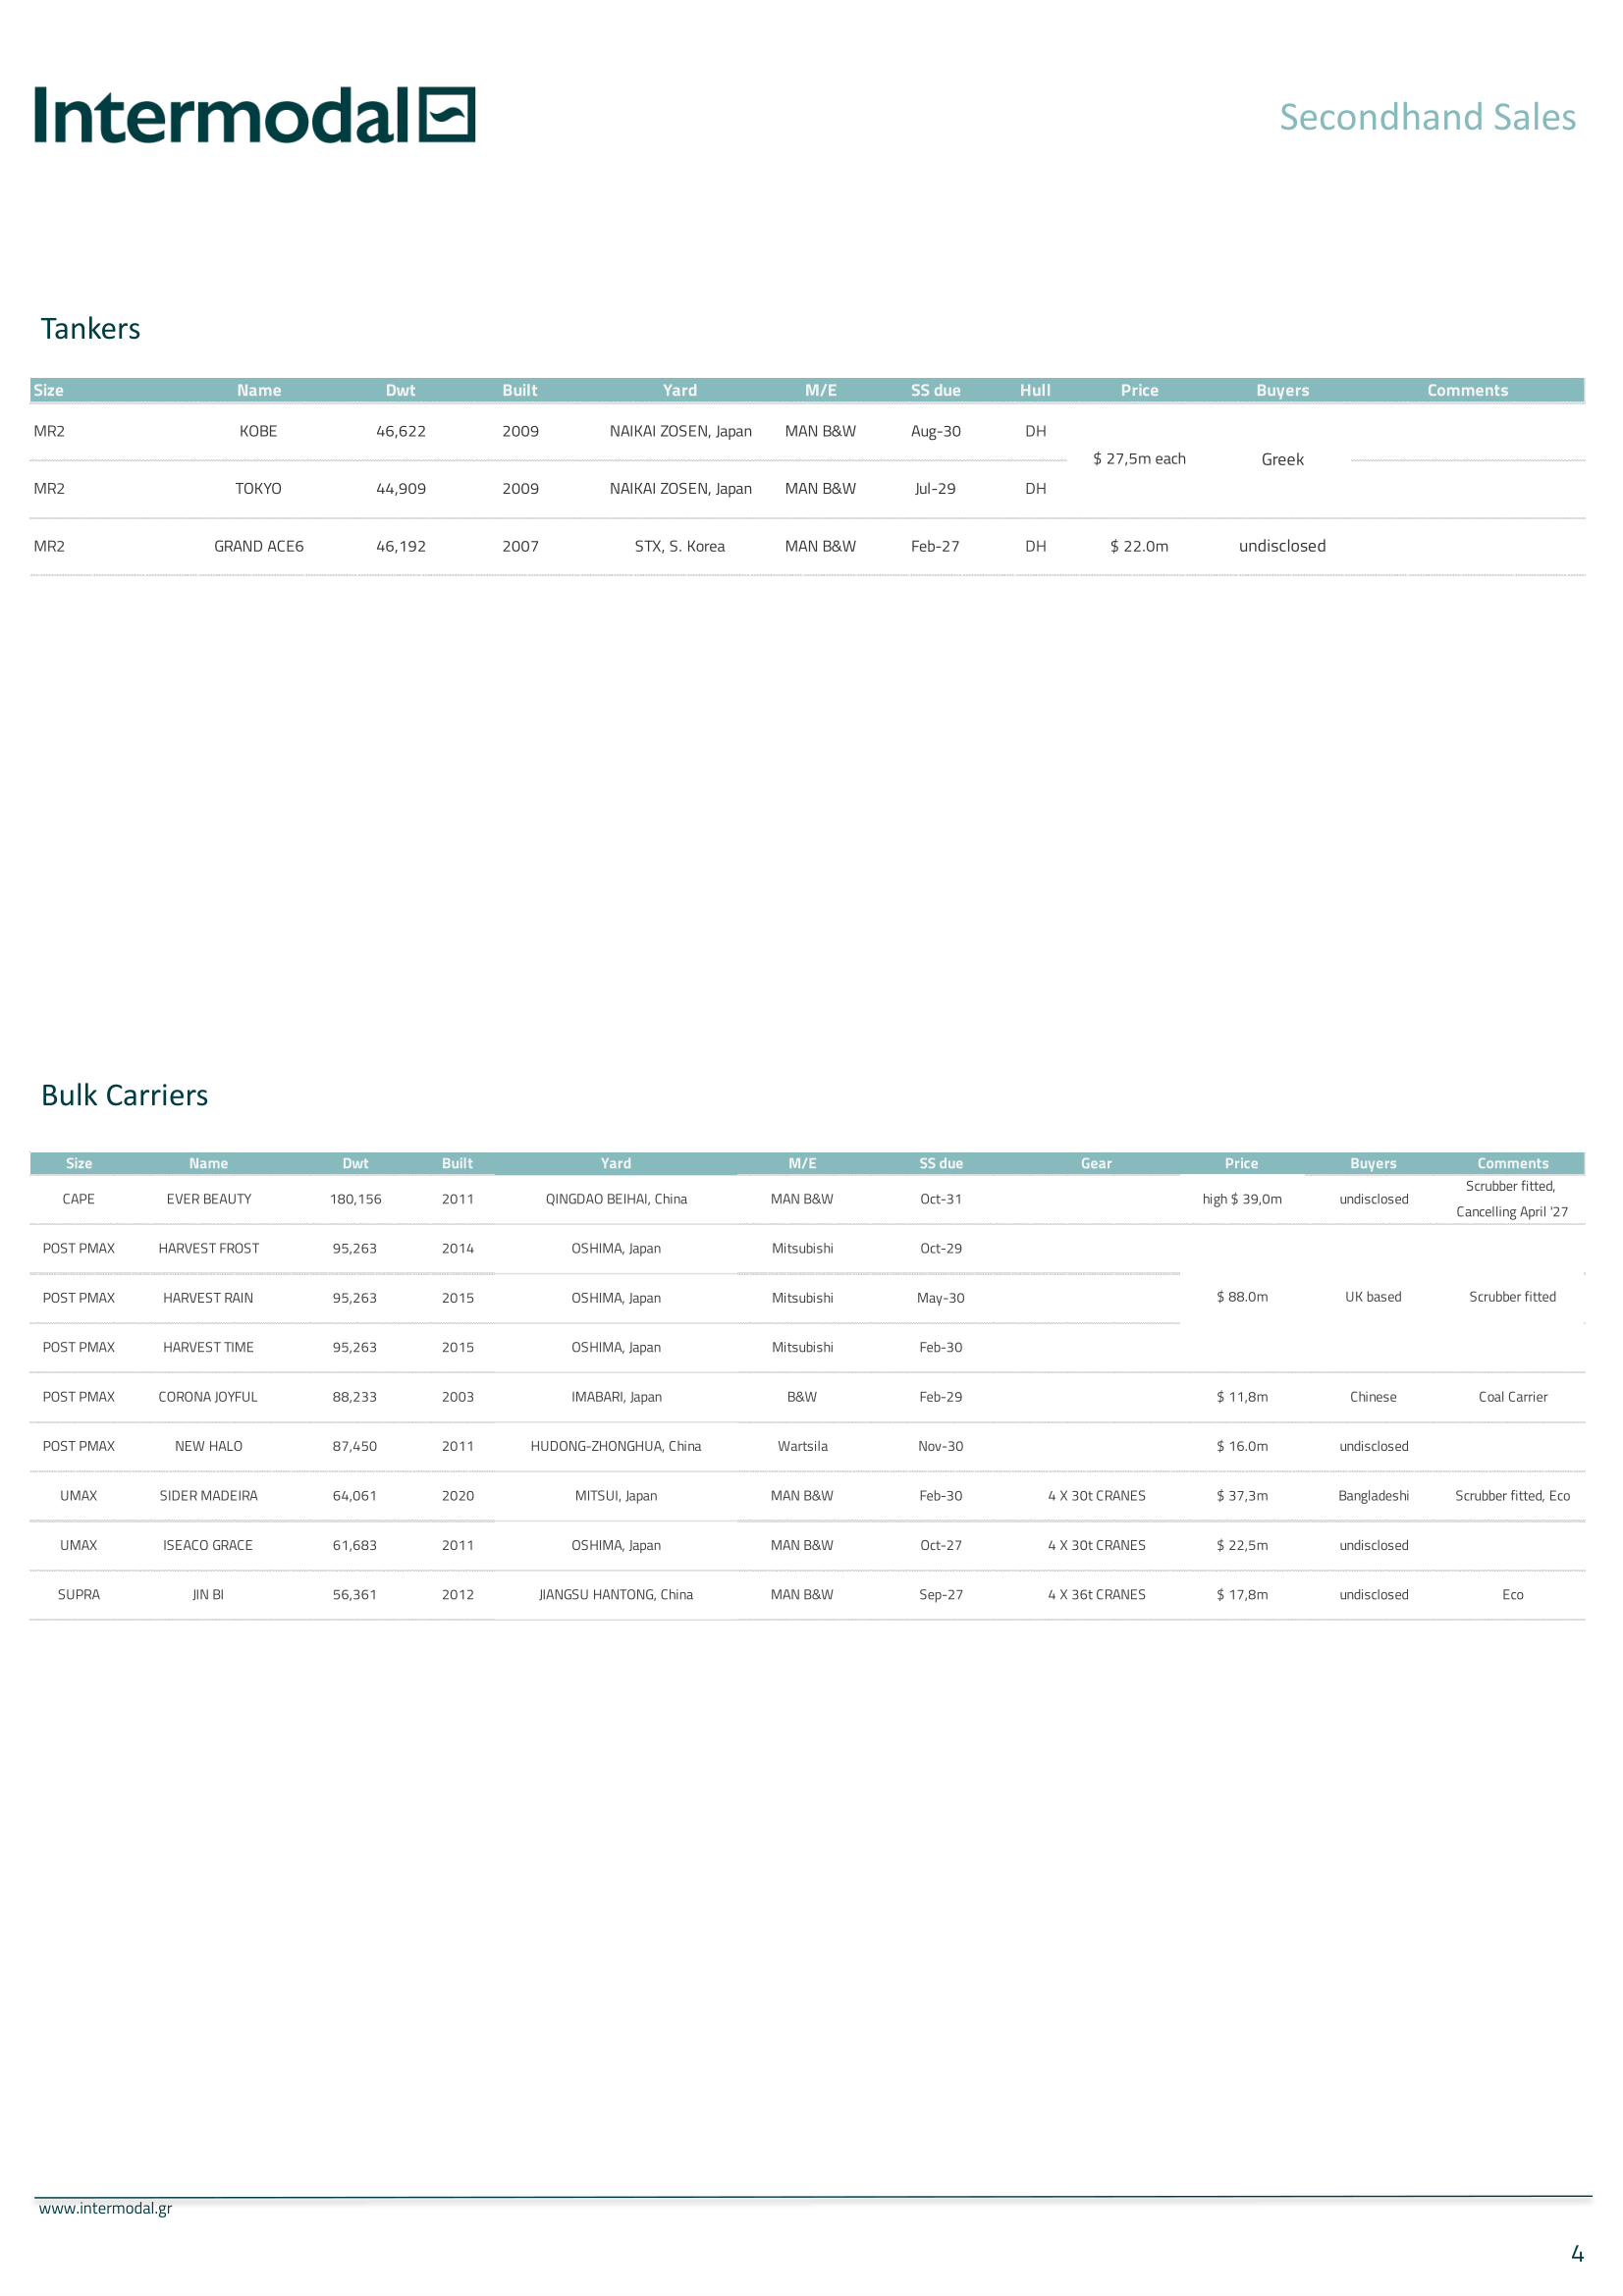 Intermodal
Secondhand Sales
Tankers
Size Name Dwt Built Yard M/E SS due Hull Price Buyers Comments
MR2 KOBE 46,622 2009 NAIKAI ZOSEN, Japan MAN B&W Aug-30 DH
$ 27,5m each Greek
MR2 TOKYO 44,909 2009 NAIKAI ZOSEN, Japan MAN B&W Jul-29 DH
MR2 GRAND ACE6 46,192 2007 STX, S. Korea MAN B&W Feb-27 DH $ 22.0m undisclosed
Bulk Carriers
Size Name Dwt Built Yard M/E SS due Gear Price Buyers Comments
CAPE EVER BEAUTY 180,156 2011 QINGDAO BEIHAI, China MAN B&W Oct-31 high $ 39,0m undisclosed Scrubber fitted,
Cancelling April '27
POST PMAX HARVEST FROST 95,263 2014 OSHIMA, Japan Mitsubishi Oct-29
POST PMAX HARVEST RAIN 95,263 2015 OSHIMA, Japan Mitsubishi May-30 $ 88.0m UK based Scrubber fitted
POST PMAX HARVEST TIME 95,263 2015 OSHIMA, Japan Mitsubishi Feb-30
POST PMAX CORONA JOYFUL 88,233 2003 IMABARI, Japan B&W Feb-29 $ 11,8m Chinese Coal Carrier
POST PMAX NEW HALO 87,450 2011 HUDONG-ZHONGHUA, China Wartsila Nov-30 $ 16.0m undisclosed
UMAX SIDER MADEIRA 64,061 2020 MITSUI, Japan MAN B&W Feb-30 4 X 30t CRANES $ 37,3m Bangladeshi Scrubber fitted, Eco
UMAX ISEACO GRACE 61,683 2011 OSHIMA, Japan MAN B&W Oct-27 4 X 30t CRANES $ 22,5m undisclosed
SUPRA JIN BI 56,361 2012 JIANGSU HANTONG, China MAN B&W Sep-27 4 X 36t CRANES $ 17,8m undisclosed Eco
www.intermodal.gr
4